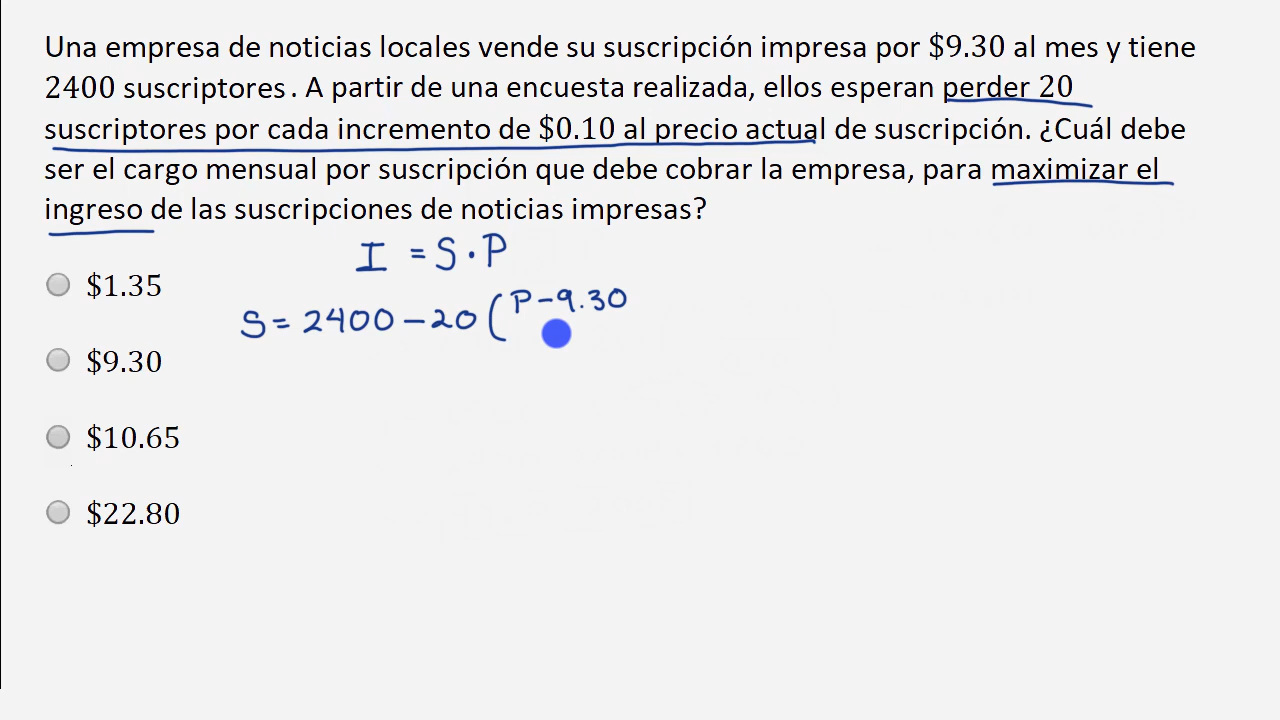 Una empresa de noticias locales vende su suscripción impresa por $9.30 al mes y tiene
2400 suscriptores. A partir de una encuesta realizada, ellos esperan perder 20
suscriptores por cada incremento de $0.10 al precio actual de suscripción. ¿Cuál debe
ser el cargo mensual por suscripción que debe cobrar la empresa, para maximizar el
ingreso de las suscripciones de noticias impresas?
I = S · P
S = 2400 - 20 ( P - 9.30
$1.35
$9.30
$10.65
$22.80